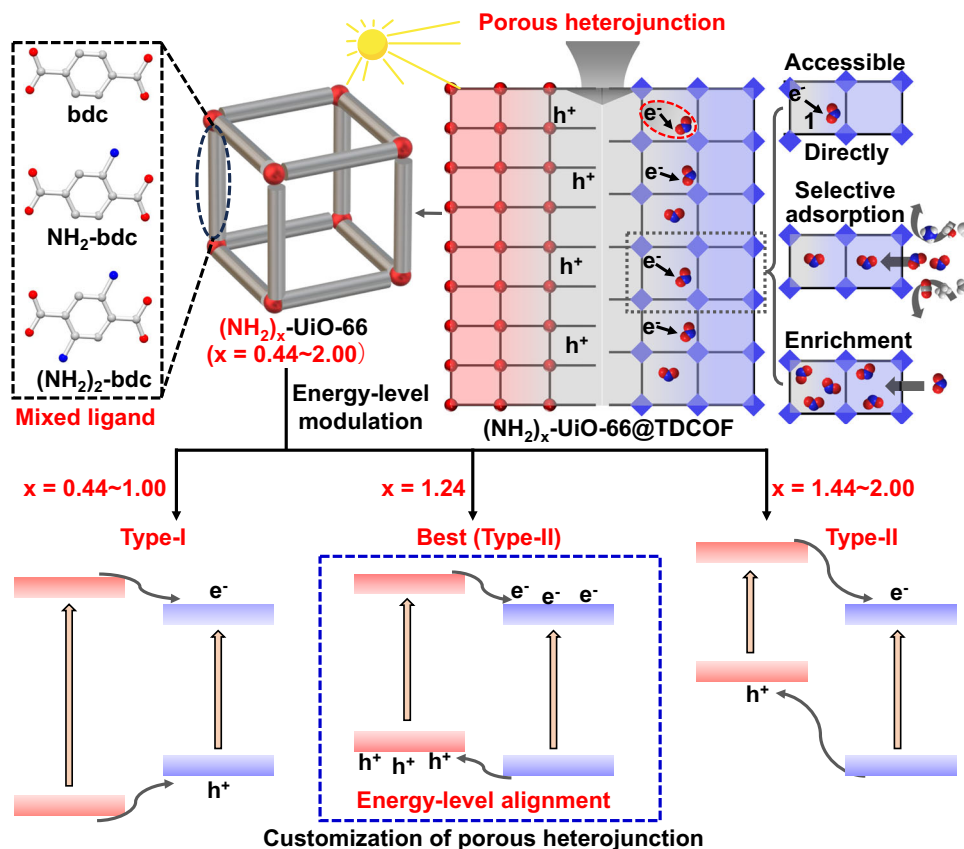 Porous heterojunction
bdc
NH₂-bdc
(NH₂)₂-bdc
Mixed ligand
(NH₂)ₓ-UiO-66
(x = 0.44~2.00)
h⁺
h⁺
h⁺
h⁺
h⁺
e⁻
e⁻
e⁻
e⁻
(NH₂)ₓ-UiO-66@TDCOF
Accessible
e⁻
1
Directly
Selective
adsorption
Enrichment
Energy-level
modulation
x = 0.44~1.00
x = 1.24
x = 1.44~2.00
Type-I
Best (Type-II)
Type-II
e⁻
h⁺
e⁻ e⁻ e⁻
h⁺ h⁺ h⁺
Energy-level alignment
e⁻
h⁺
Customization of porous heterojunction